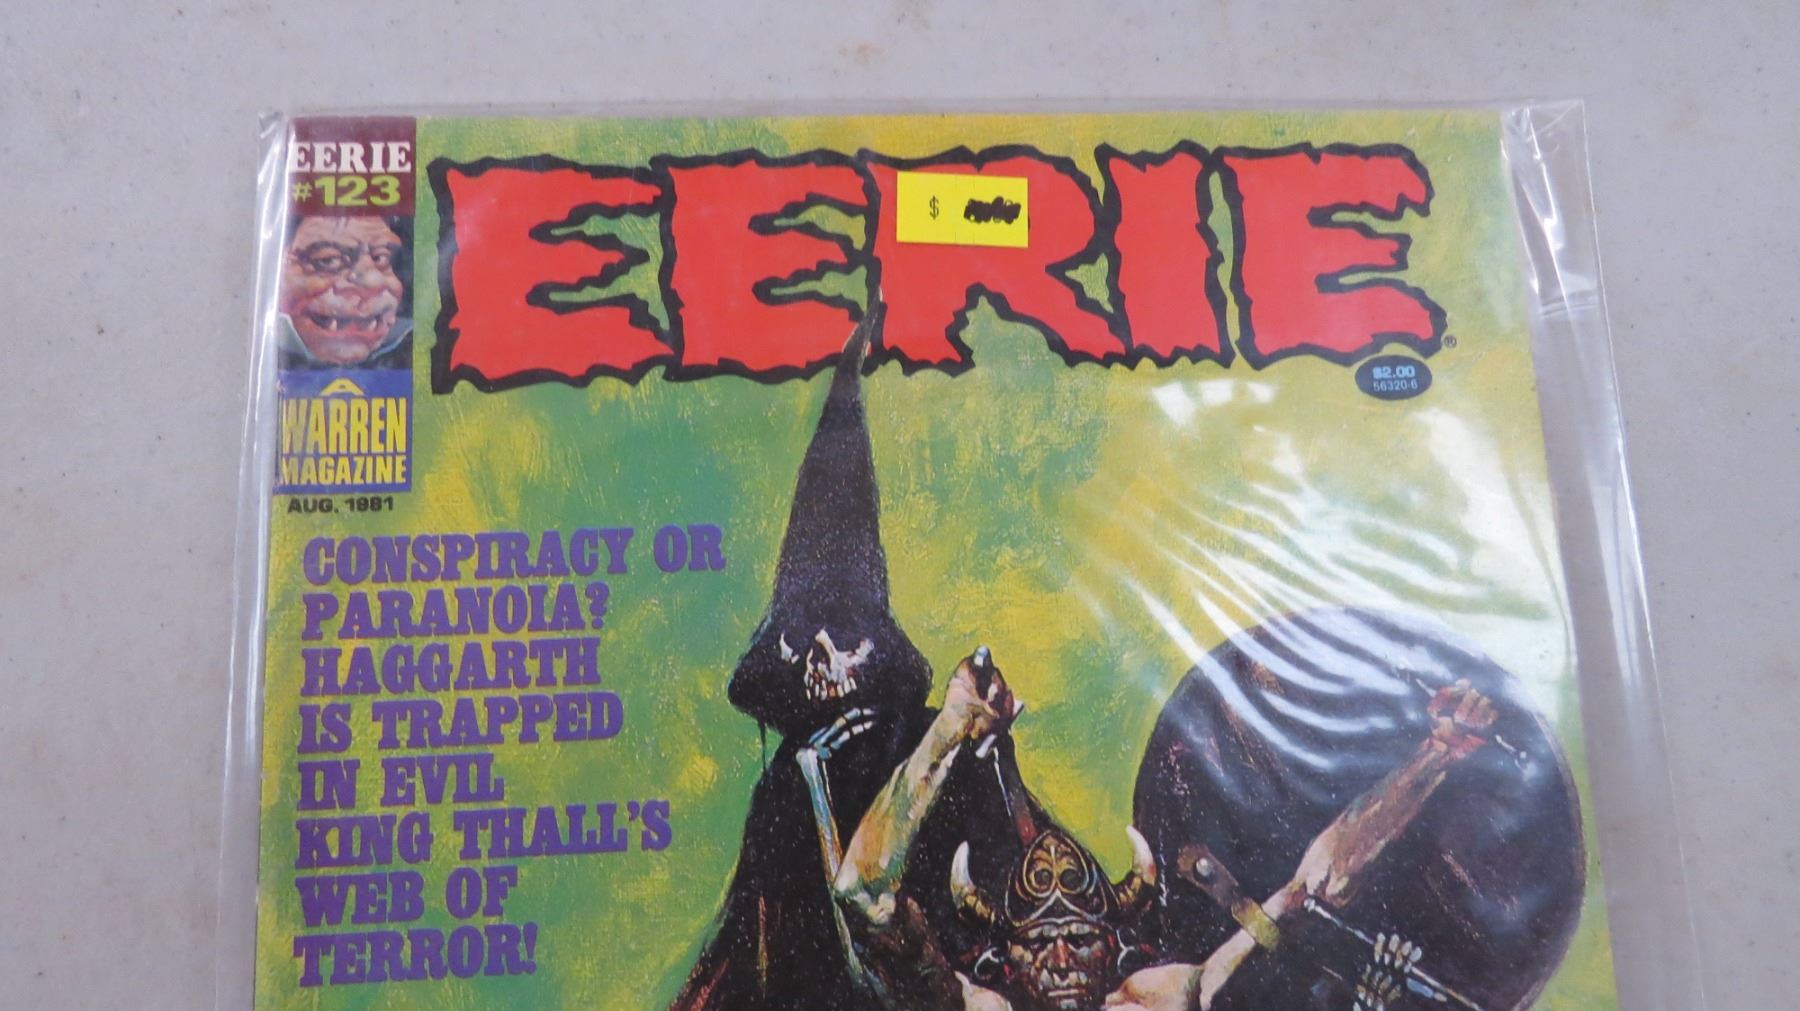 EERIE
#123
EERIE
$
®
$2.00
56320-6
A
WARREN
MAGAZINE
AUG. 1981
CONSPIRACY OR
PARANOIA?
HAGGARTH
IS TRAPPED
IN EVIL
KING THALL'S
WEB OF
TERROR!